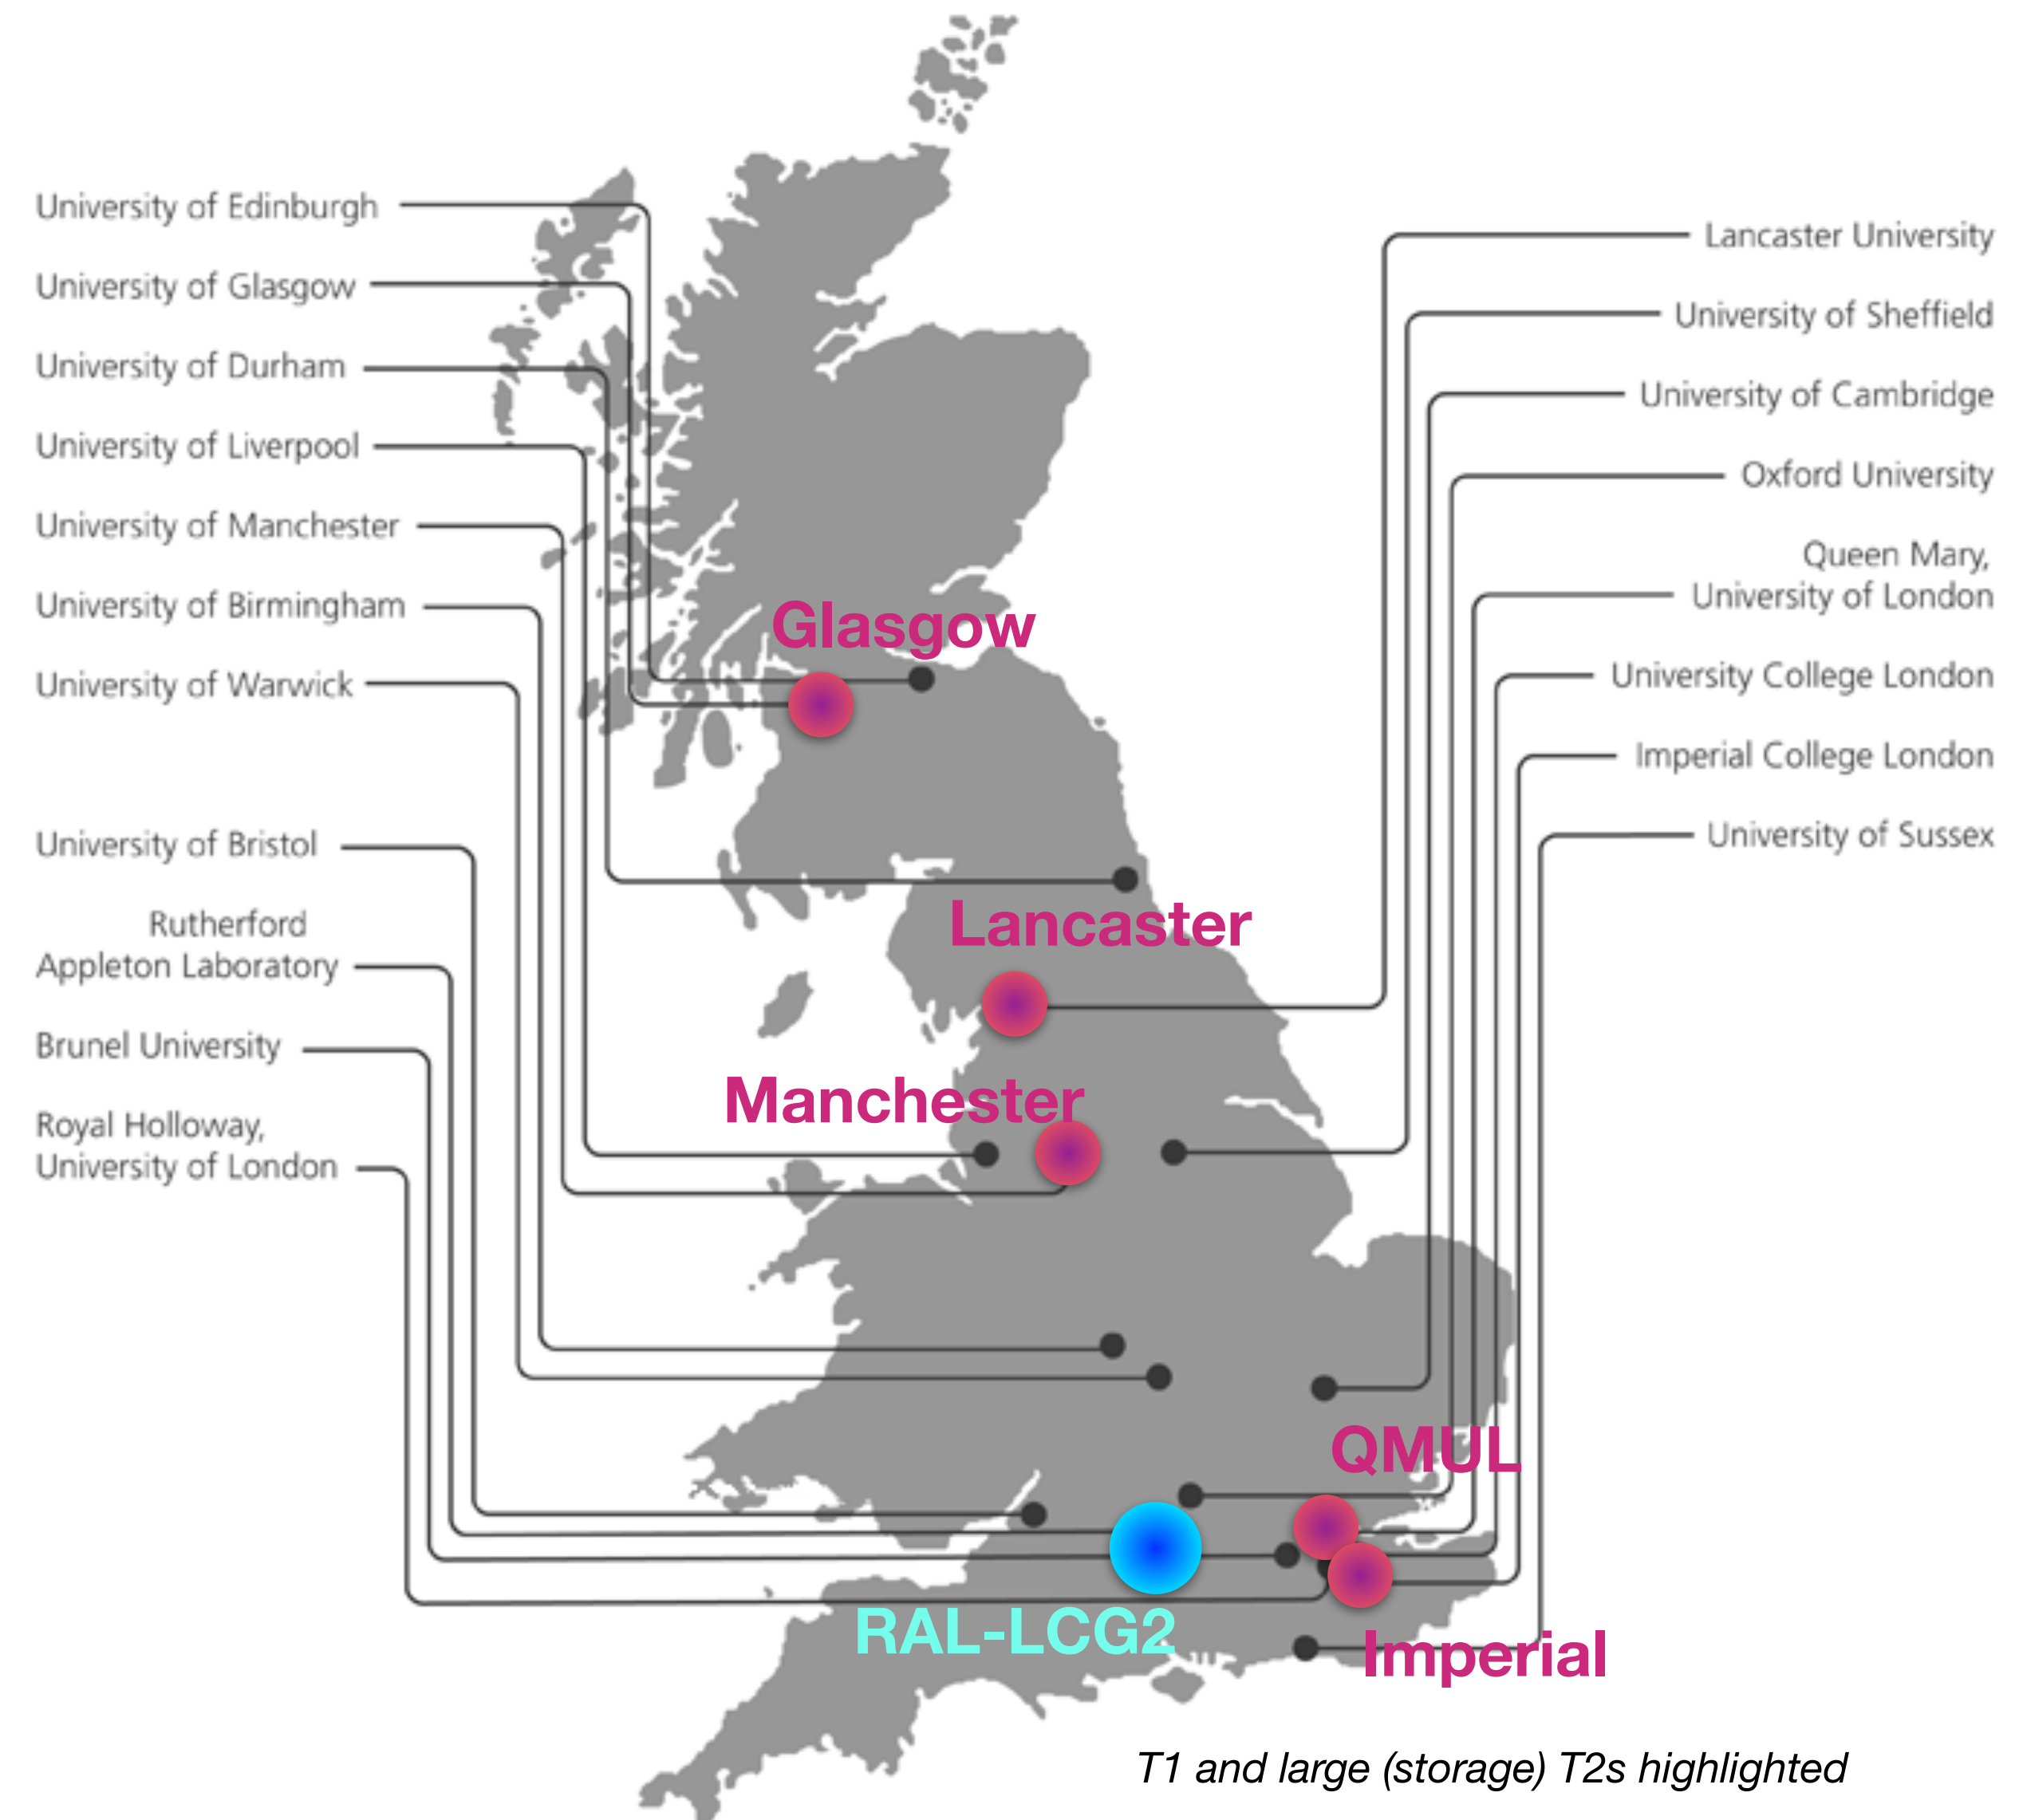 University of Edinburgh
University of Glasgow
University of Durham
University of Liverpool
University of Manchester
University of Birmingham
University of Warwick
University of Bristol
Rutherford
Appleton Laboratory
Brunel University
Royal Holloway,
University of London
Lancaster University
University of Sheffield
University of Cambridge
Oxford University
Queen Mary,
University of London
University College London
Imperial College London
University of Sussex
Glasgow
Lancaster
Manchester
QMUL
RAL-LCG2
Imperial
T1 and large (storage) T2s highlighted